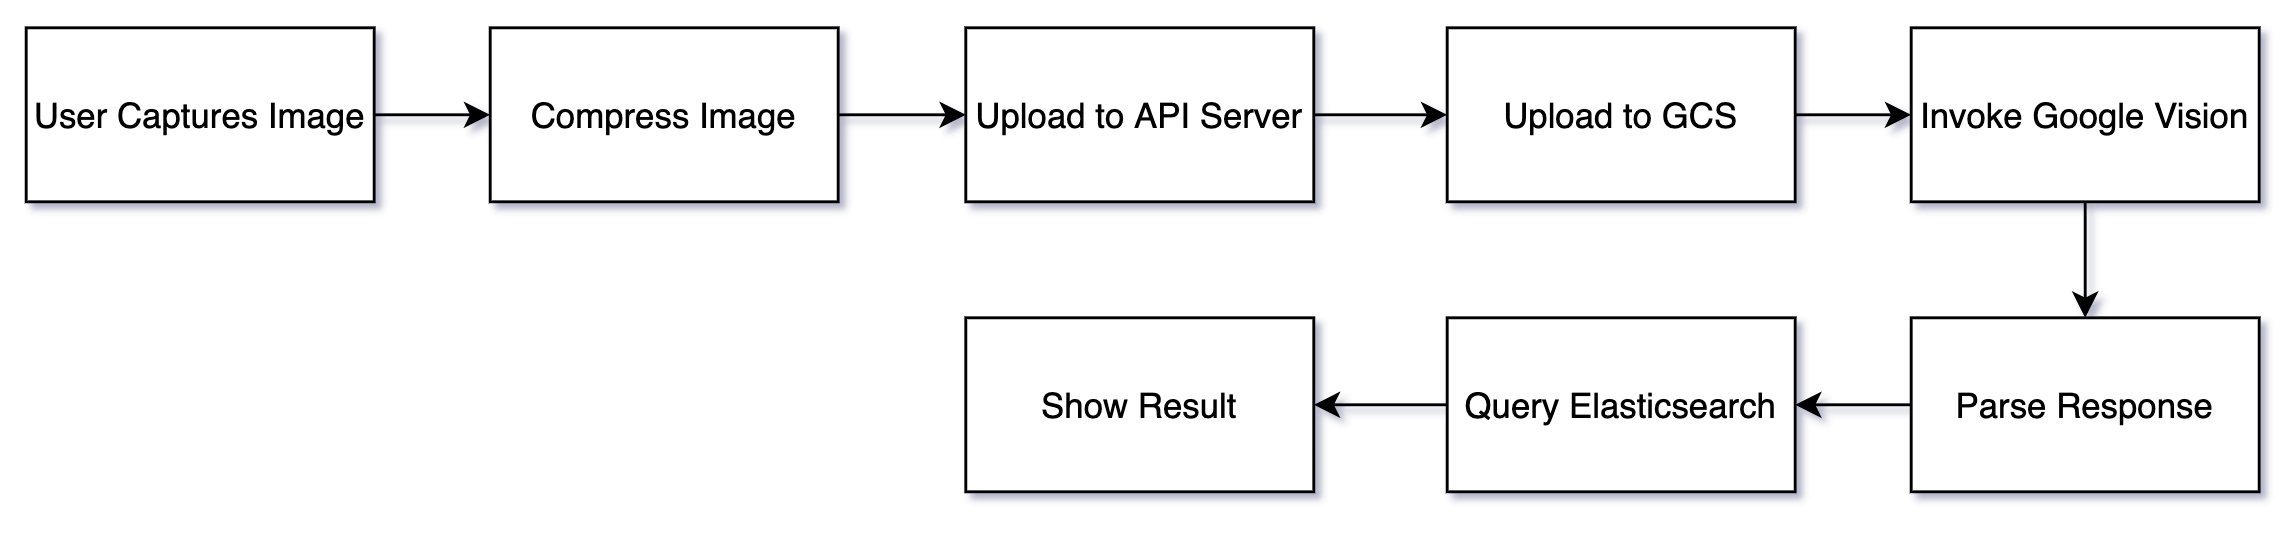 User Captures Image
Compress Image
Upload to API Server
Upload to GCS
Invoke Google Vision
Parse Response
Query Elasticsearch
Show Result